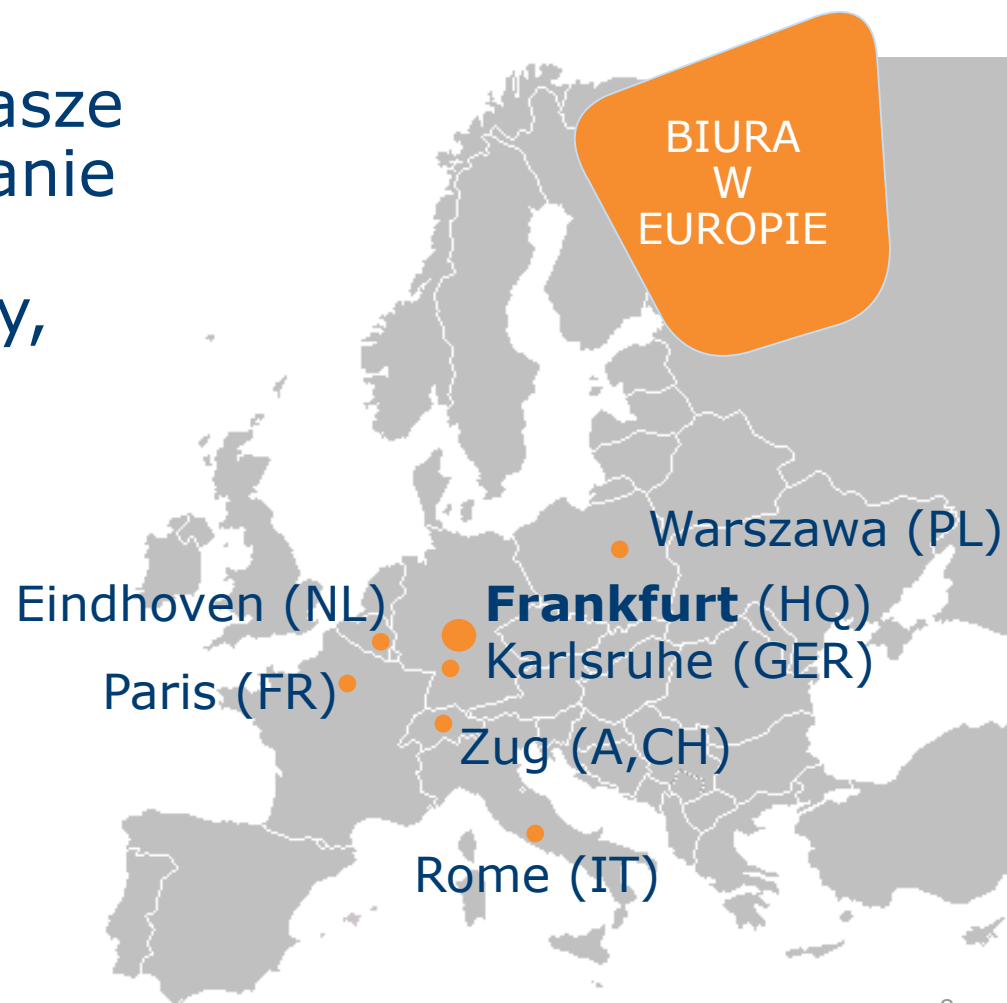 asze
anie
y,
BIURA
W
EUROPIE
Warszawa (PL)
Eindhoven (NL)
Frankfurt (HQ)
Karlsruhe (GER)
Paris (FR)
Zug (A,CH)
Rome (IT)